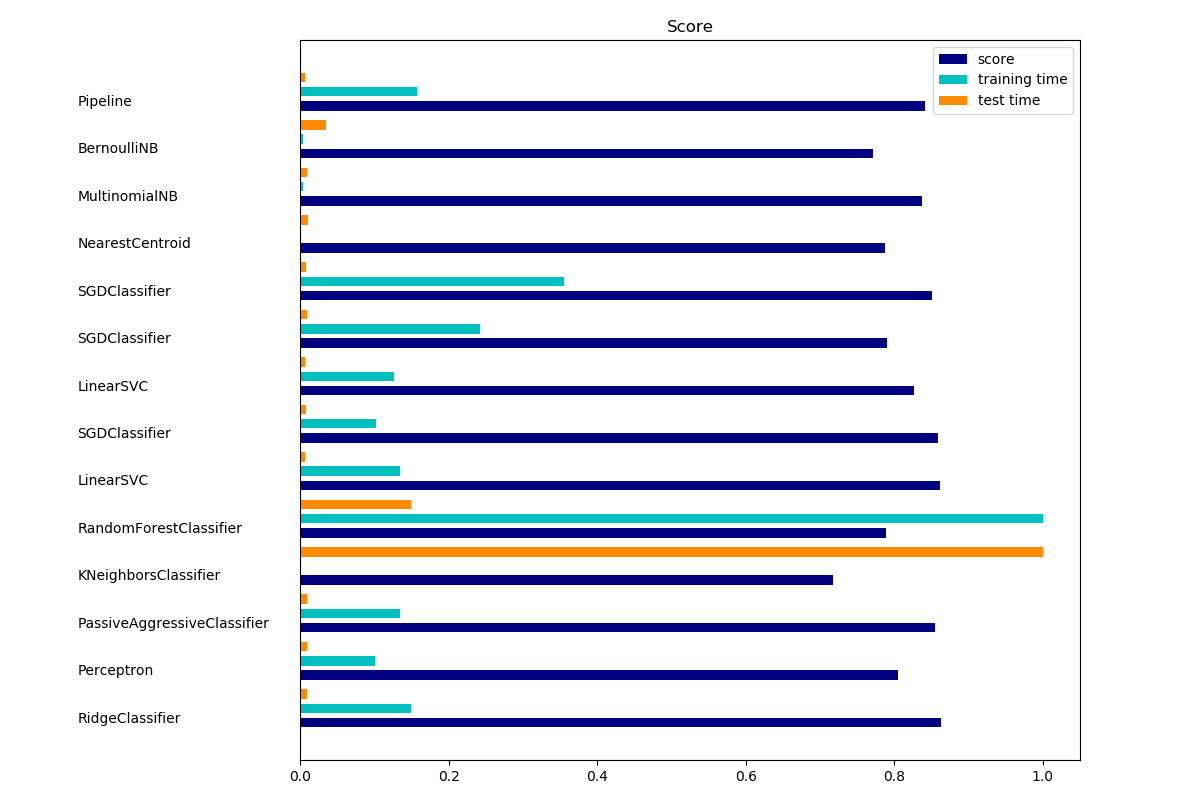 Score
score
training time
test time
Pipeline
BernoulliNB
MultinomialNB
NearestCentroid
SGDClassifier
SGDClassifier
LinearSVC
SGDClassifier
LinearSVC
RandomForestClassifier
KNeighborsClassifier
PassiveAggressiveClassifier
Perceptron
RidgeClassifier
0.0 0.2 0.4 0.6 0.8 1.0